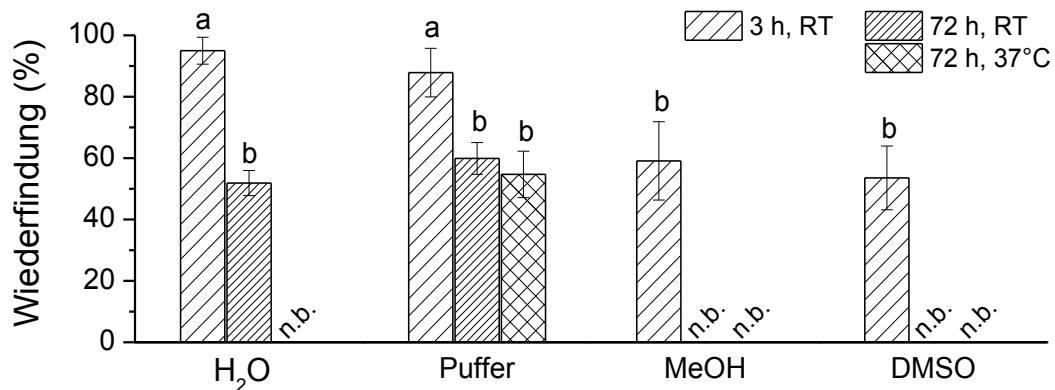 3 h, RT
72 h, RT
72 h, 37°C
Wiederfindung (%)
100
80
60
40
20
0
a
b
n.b.
a
b
b
b
n.b.
n.b.
b
n.b.
n.b.
H₂O
Puffer
MeOH
DMSO